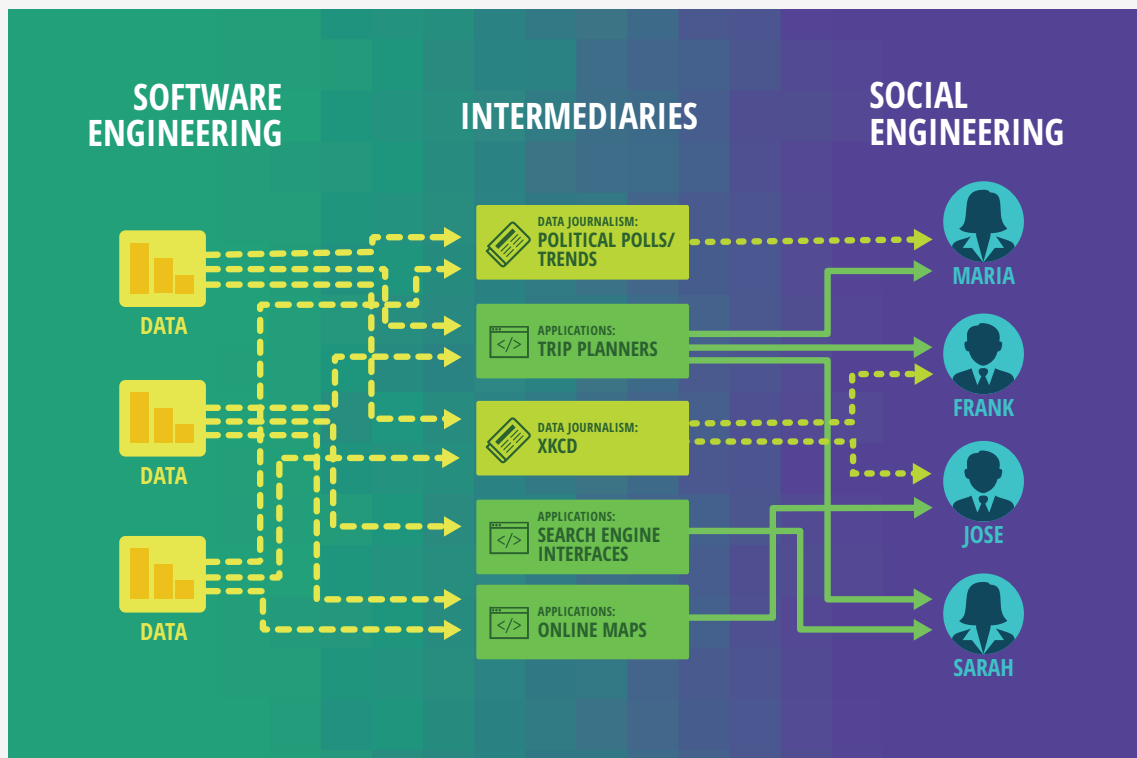 SOFTWARE
ENGINEERING
INTERMEDIARIES
SOCIAL
ENGINEERING
DATA
DATA
DATA
DATA JOURNALISM:
POLITICAL POLLS/
TRENDS
APPLICATIONS:
</>
TRIP PLANNERS
DATA JOURNALISM:
XKCD
APPLICATIONS:
</>
SEARCH ENGINE
INTERFACES
APPLICATIONS:
</>
ONLINE MAPS
MARIA
FRANK
JOSE
SARAH